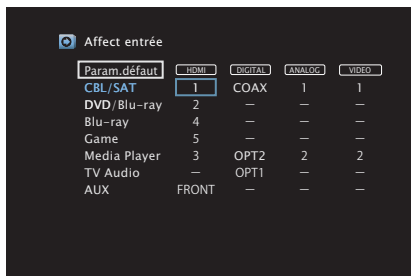 Affect entrée
Param.défaut HDMI DIGITAL ANALOG VIDEO
CBL/SAT 1 COAX 1 1
DVD/Blu-ray 2 – – –
Blu-ray 4 – – –
Game 5 – – –
Media Player 3 OPT2 2 2
TV Audio – OPT1 – –
AUX FRONT – – –